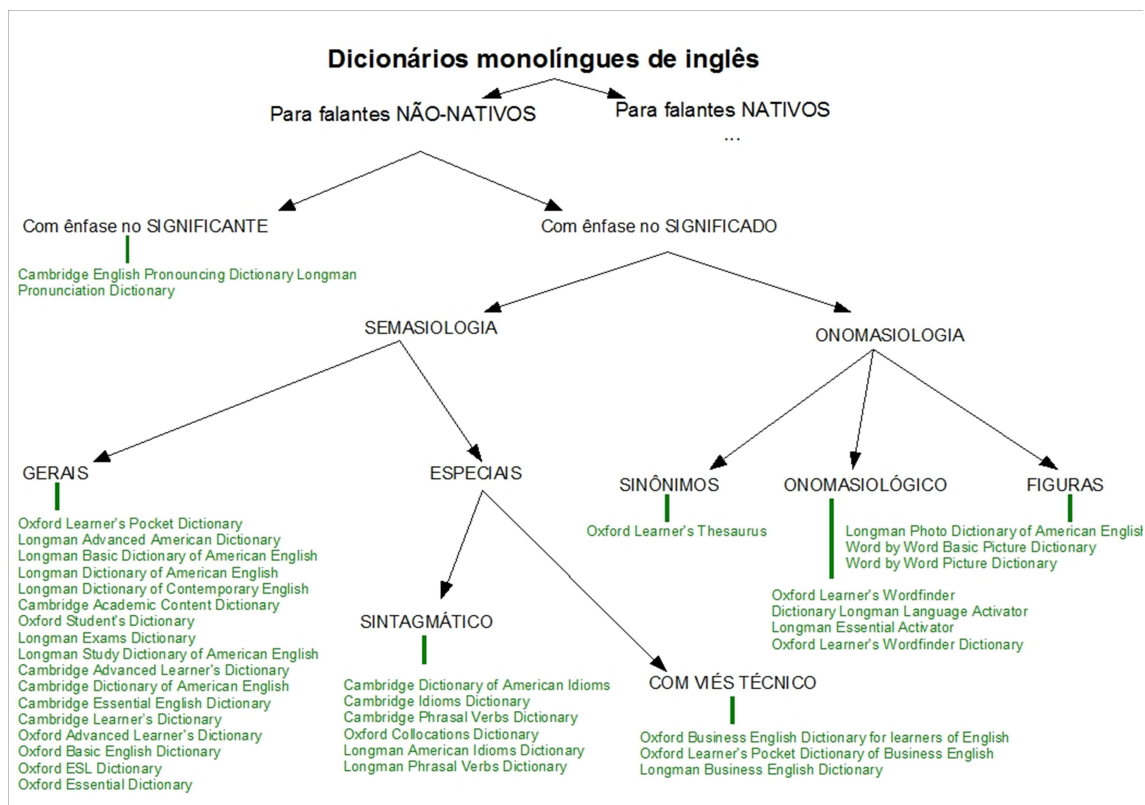 Dicionários monolíngues de inglês
Para falantes NÃO-NATIVOS
Para falantes NATIVOS
...
Com ênfase no SIGNIFICANTE
Com ênfase no SIGNIFICADO
Cambridge English Pronouncing Dictionary Longman
Pronunciation Dictionary
SEMASIOLOGIA
ONOMASIOLOGIA
GERAIS
Oxford Learner's Pocket Dictionary
Longman Advanced American Dictionary
Longman Basic Dictionary of American English
Longman Dictionary of American English
Longman Dictionary of Contemporary English
Cambridge Academic Content Dictionary
Oxford Student's Dictionary
Longman Exams Dictionary
Longman Study Dictionary of American English
Cambridge Advanced Learner's Dictionary
Cambridge Dictionary of American English
Cambridge Essential English Dictionary
Cambridge Learner's Dictionary
Oxford Advanced Learner's Dictionary
Oxford Basic English Dictionary
Oxford ESL Dictionary
Oxford Essential Dictionary
ESPECIAIS
SINTAGMÁTICO
Cambridge Dictionary of American Idioms
Cambridge Idioms Dictionary
Cambridge Phrasal Verbs Dictionary
Oxford Collocations Dictionary
Longman American Idioms Dictionary
Longman Phrasal Verbs Dictionary
COM VIÉS TÉCNICO
Oxford Business English Dictionary for learners of English
Oxford Learner's Pocket Dictionary of Business English
Longman Business English Dictionary
SINÔNIMOS
Oxford Learner's Thesaurus
ONOMASIOLÓGICO
Oxford Learner's Wordfinder
Dictionary Longman Language Activator
Longman Essential Activator
Oxford Learner's Wordfinder Dictionary
FIGURAS
Longman Photo Dictionary of American English
Word by Word Basic Picture Dictionary
Word by Word Picture Dictionary